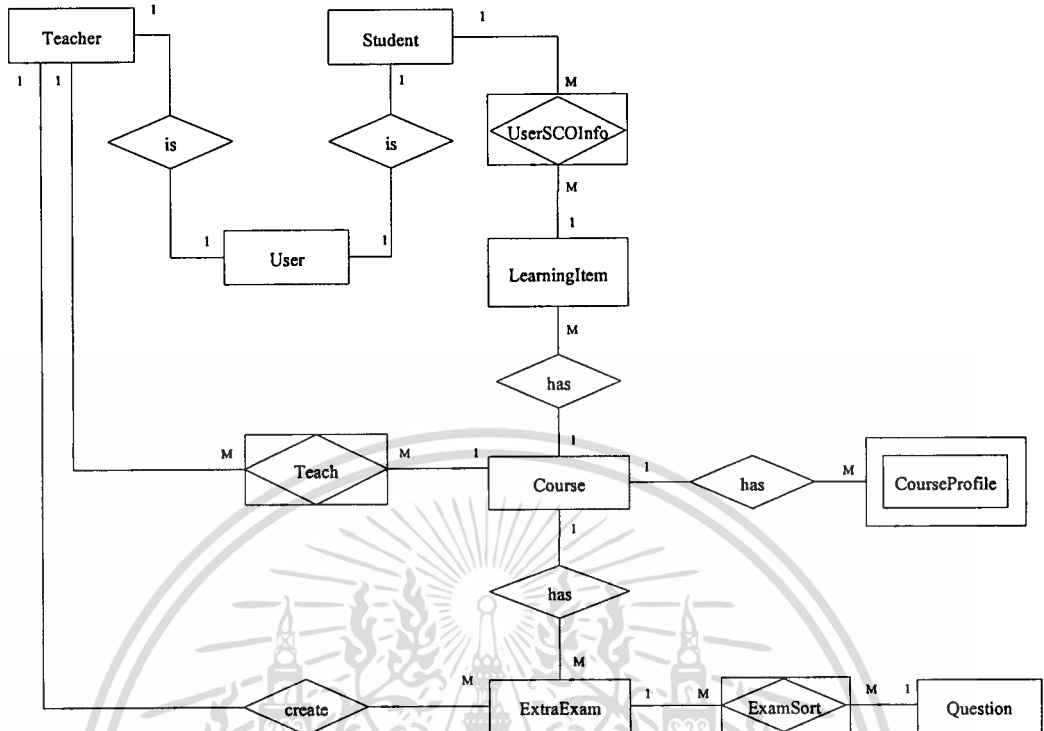 1
1
Teacher
Student
1
1
1
M
UserSCOInfo
is
is
M
1
1
1
User
LearningItem
M
has
1
M
M
1
1
M
Teach
Course
has
CourseProfile
1
has
M
M
1
M
M
1
create
ExtraExam
ExamSort
Question